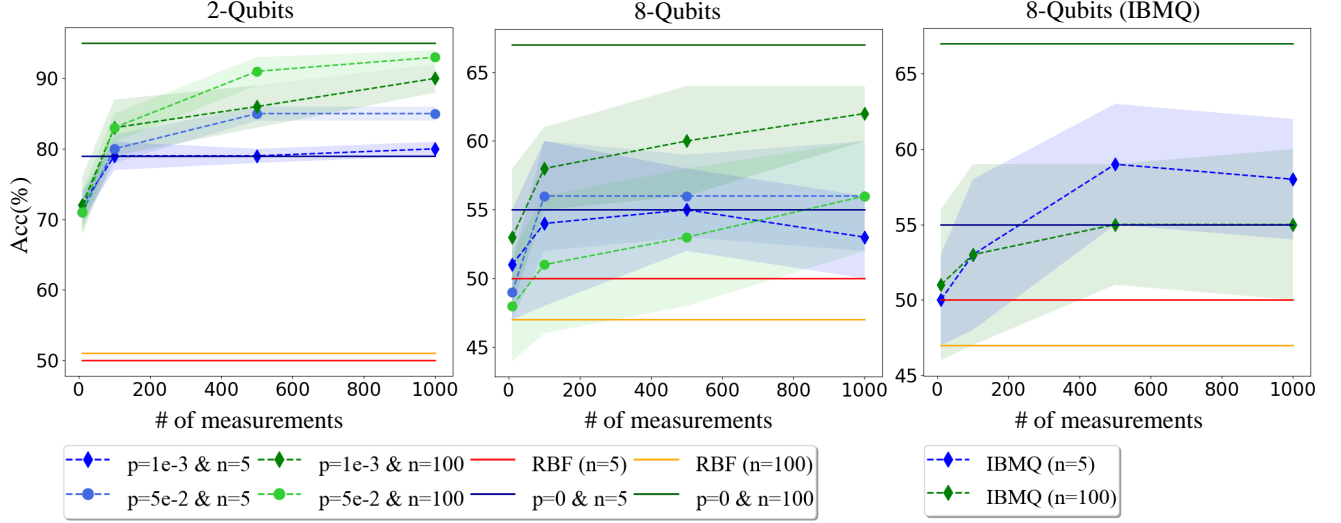 2-Qubits
8-Qubits
8-Qubits (IBMQ)
Acc(%)
90
80
70
60
50
0 200 400 600 800 1000
# of measurements
65
60
55
50
45
0 200 400 600 800 1000
# of measurements
65
60
55
50
45
0 200 400 600 800 1000
# of measurements
p=1e-3 & n=5
p=1e-3 & n=100
RBF (n=5)
RBF (n=100)
p=5e-2 & n=5
p=5e-2 & n=100
p=0 & n=5
p=0 & n=100
IBMQ (n=5)
IBMQ (n=100)